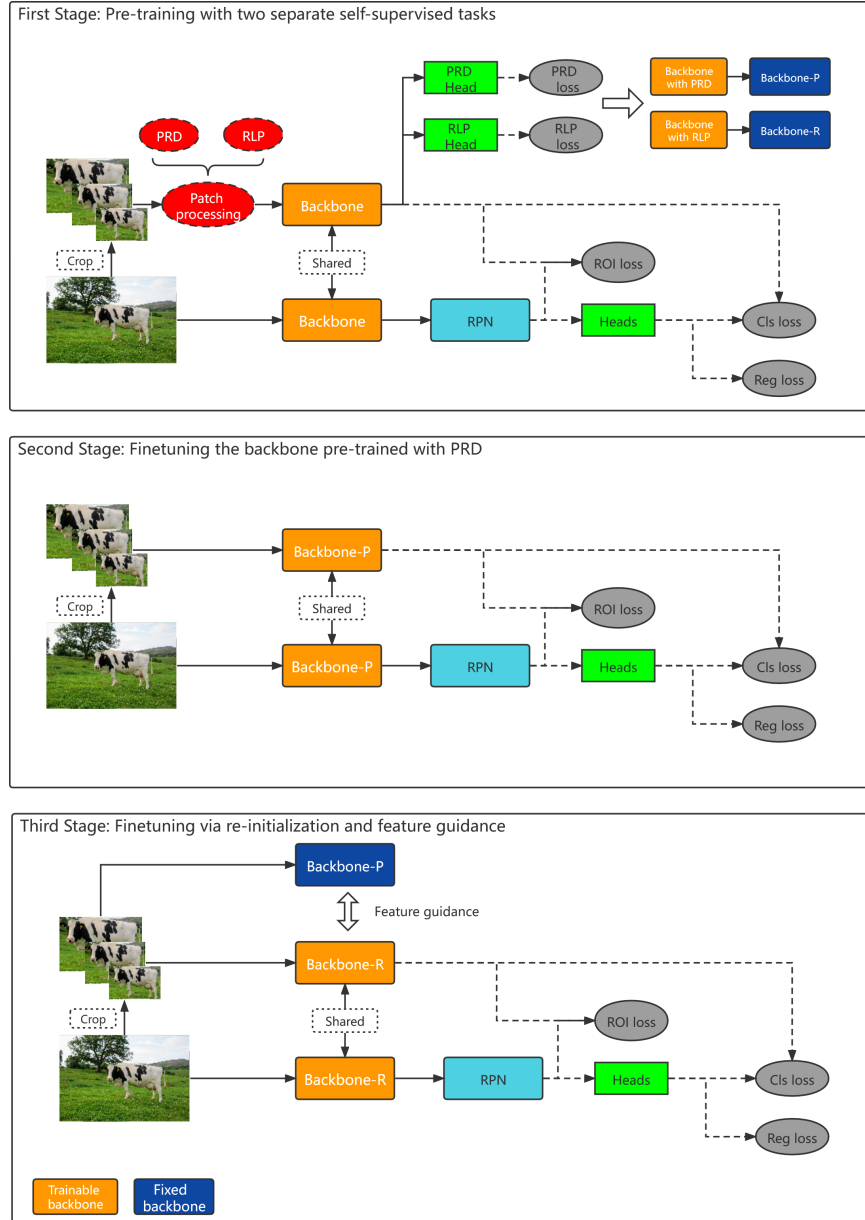 First Stage: Pre-training with two separate self-supervised tasks
PRD
Head
PRD
loss
Backbone
with PRD
Backbone-P
RLP
Head
RLP
loss
Backbone
with RLP
Backbone-R
PRD
RLP
Patch
processing
Backbone
Crop
Shared
ROI loss
Backbone
RPN
Heads
Cls loss
Reg loss
Second Stage: Finetuning the backbone pre-trained with PRD
Backbone-P
Crop
Shared
ROI loss
Backbone-P
RPN
Heads
Cls loss
Reg loss
Third Stage: Finetuning via re-initialization and feature guidance
Backbone-P
Feature guidance
Backbone-R
Crop
Shared
ROI loss
Backbone-R
RPN
Heads
Cls loss
Reg loss
Trainable
backbone
Fixed
backbone